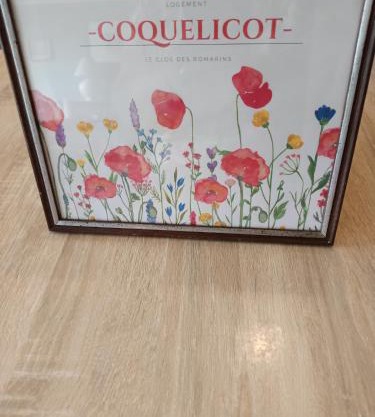 LOGEMENT
-COQUELICOT-
LE CLOS DES ROMARINS